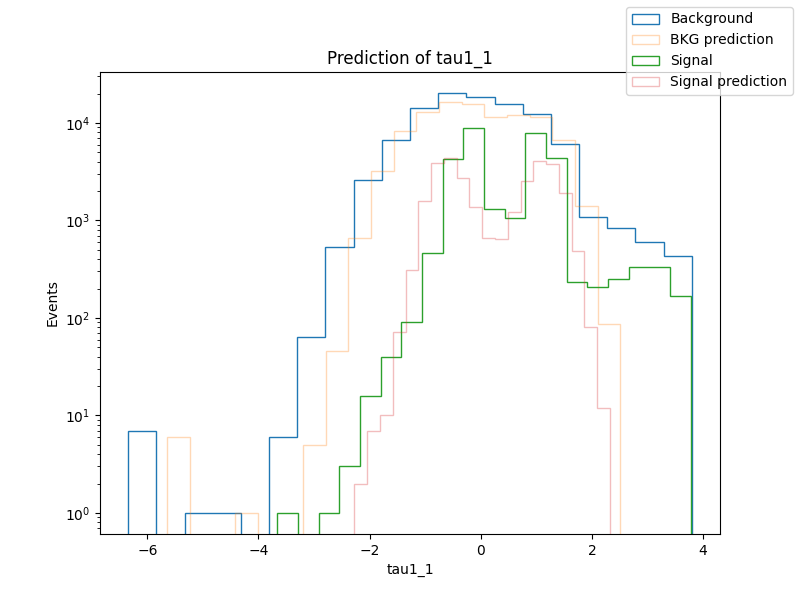 Prediction of tau1_1
Background
BKG prediction
Signal
Signal prediction
Events
10⁴
10³
10²
10¹
10⁰
−6
−4
−2
0
2
4
tau1_1